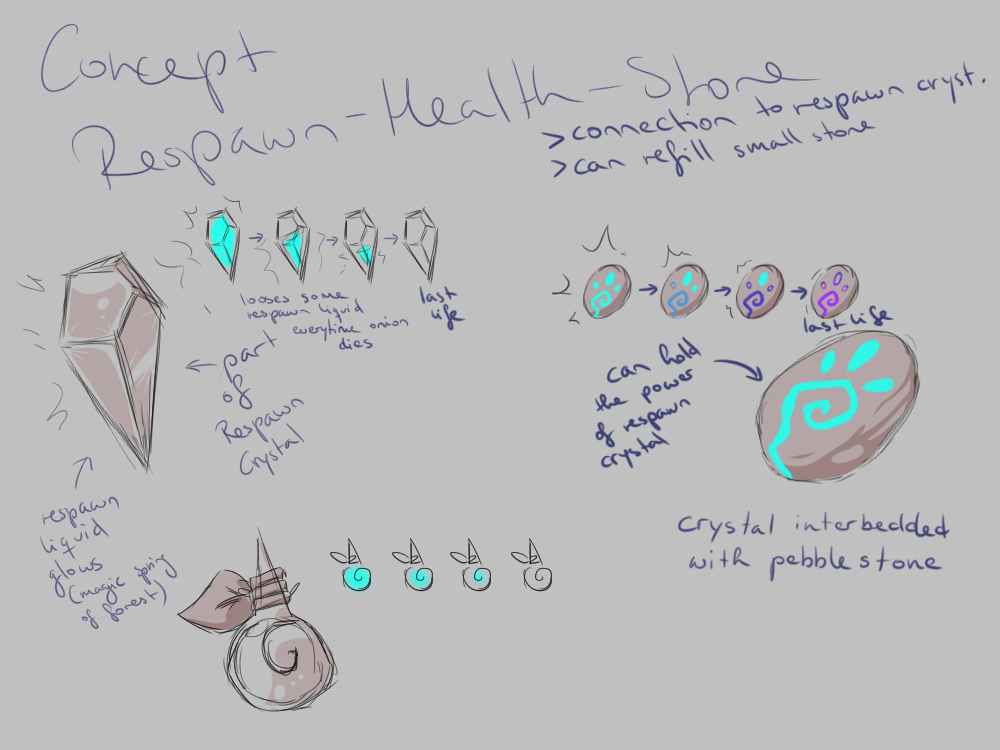 Concept
Respawn-Health-Stone
> connection to respawn cryst.
> can refill small stone
looses some
respawn liquid
everytime onion
dies
last
life
← part
of
Respawn
Crystal
respawn
liquid
glows
(magic spring
of forest)
last life
can hold
the power
of respawn
crystal
crystal interbedded
with pebblestone